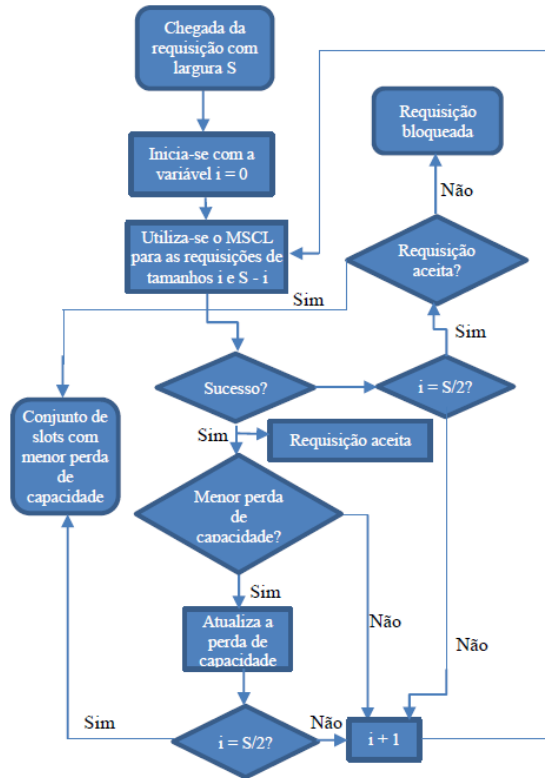 Chegada da
requisição com
largura S
Inicia-se com a
variável i = 0
Utiliza-se o MSCL
para as requisições de
tamanhos i e S - i
Requisição
bloqueada
Não
Requisição
aceita?
Sim
Sim
Sucesso?
i = S/2?
Conjunto de
slots com
menor perda
de
capacidade
Sim
Requisição aceita
Menor perda
de
capacidade?
Sim
Não
Não
Atualiza a
perda de
capacidade
Sim
i = S/2?
Não
i + 1